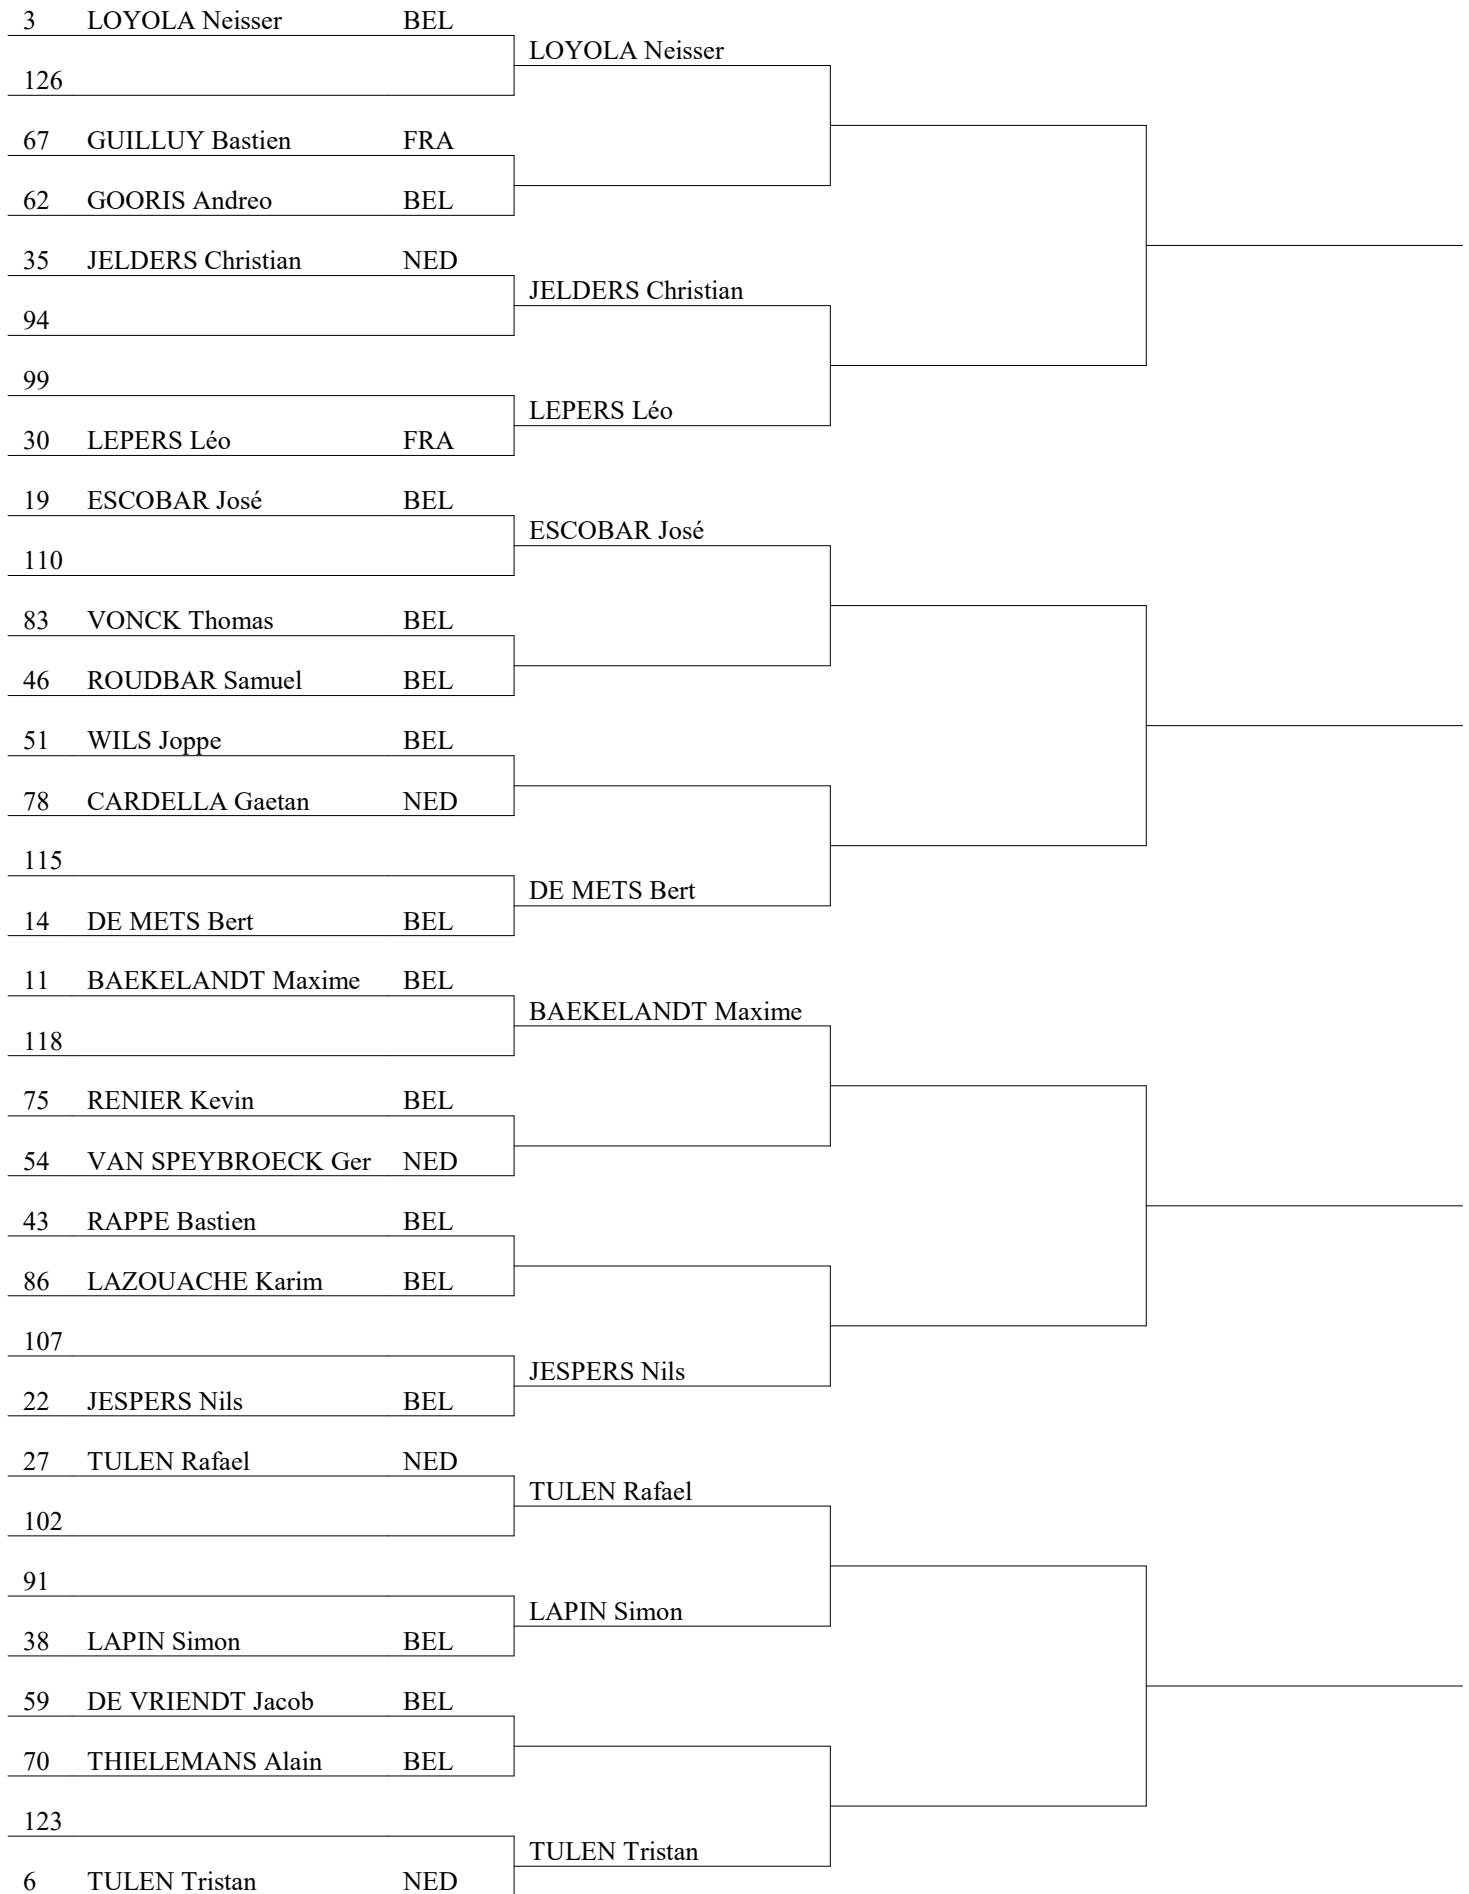 3 LOYOLA Neisser BEL
LOYOLA Neisser
126
67 GUILLUY Bastien FRA
62 GOORIS Andreo BEL
35 JELDERS Christian NED
JELDERS Christian
94
99
LEPERS Léo
30 LEPERS Léo FRA
19 ESCOBAR José BEL
ESCOBAR José
110
83 VONCK Thomas BEL
46 ROUDBAR Samuel BEL
51 WILS Joppe BEL
78 CARDELLA Gaetan NED
115
DE METS Bert
14 DE METS Bert BEL
11 BAEKELANDT Maxime BEL
BAEKELANDT Maxime
118
75 RENIER Kevin BEL
54 VAN SPEYBROECK Ger NED
43 RAPPE Bastien BEL
86 LAZOUACHE Karim BEL
107
JESPERS Nils
22 JESPERS Nils BEL
27 TULEN Rafael NED
TULEN Rafael
102
91
LAPIN Simon
38 LAPIN Simon BEL
59 DE VRIENDT Jacob BEL
70 THIELEMANS Alain BEL
123
TULEN Tristan
6 TULEN Tristan NED